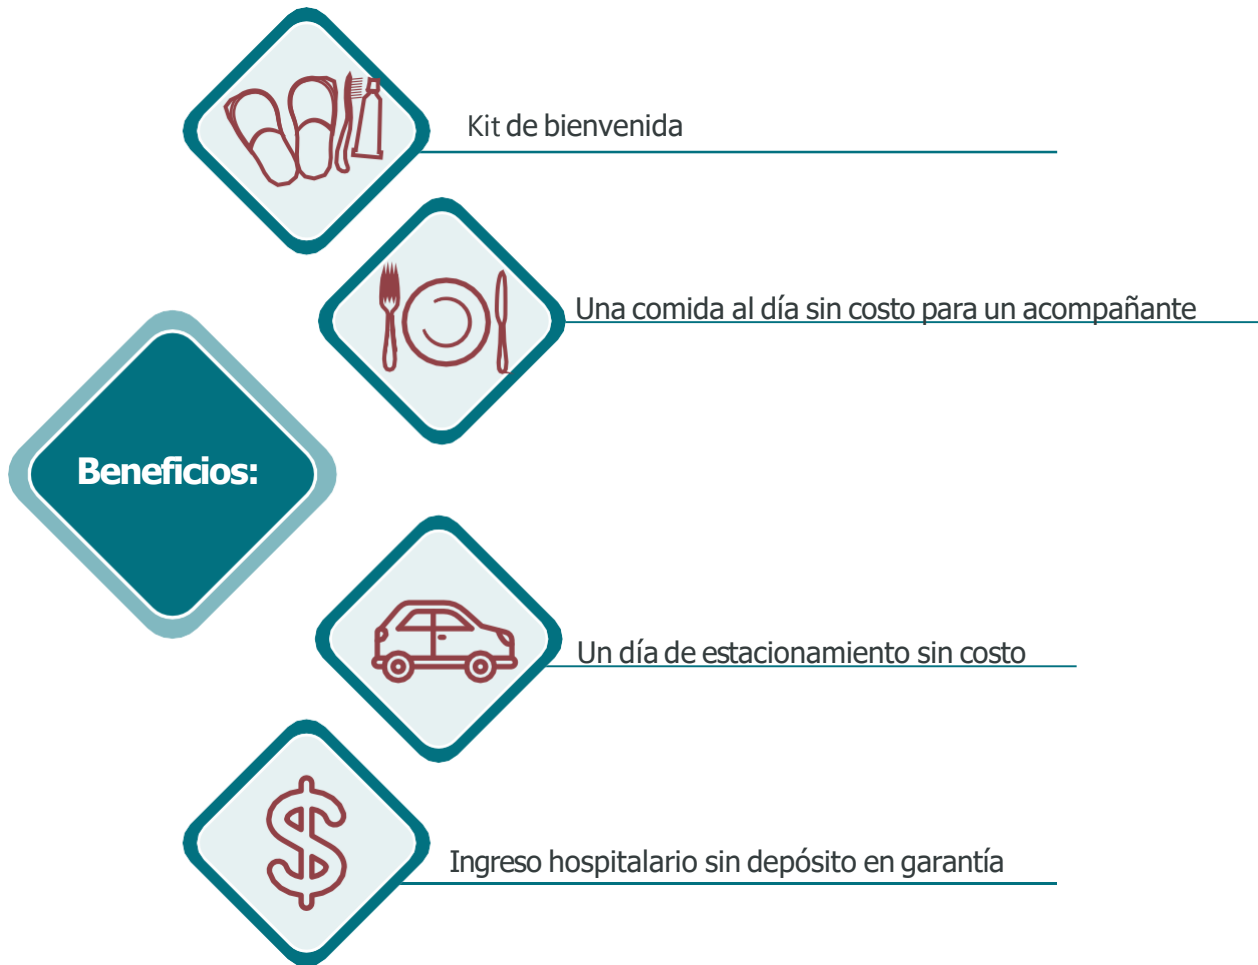 Kit de bienvenida
Una comida al día sin costo para un acompañante
Beneficios:
Un día de estacionamiento sin costo
Ingreso hospitalario sin depósito en garantía